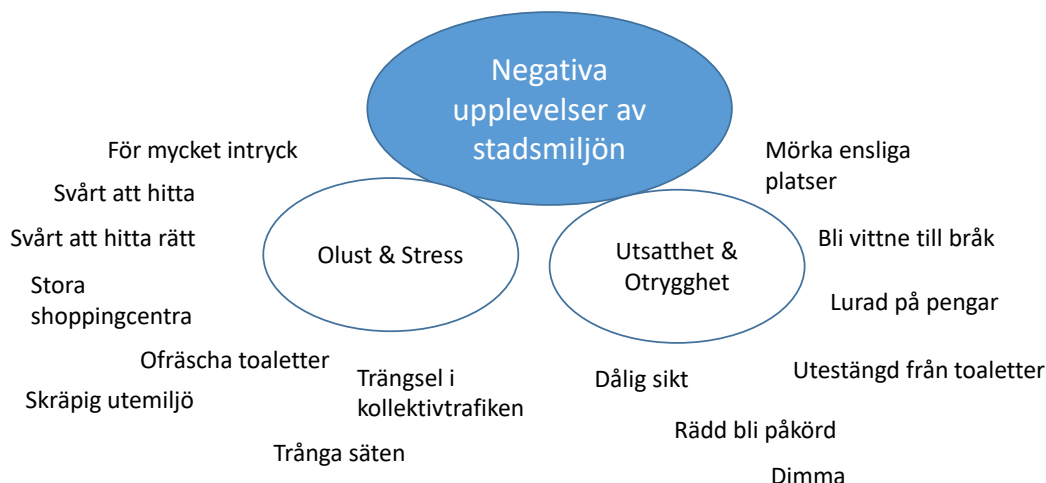 Negativa
upplevelser av
stadsmiljön
För mycket intryck
Svårt att hitta
Svårt att hitta rätt
Stora
shoppingcentra
Ofräscha toaletter
Skräpig utemiljö
Olust & Stress
Trängsel i
kollektivtrafiken
Trånga säten
Utsatthet &
Otrygghet
Mörka ensliga
platser
Bli vittne till bråk
Lurad på pengar
Utestängd från toaletter
Dålig sikt
Rädd bli påkörd
Dimma